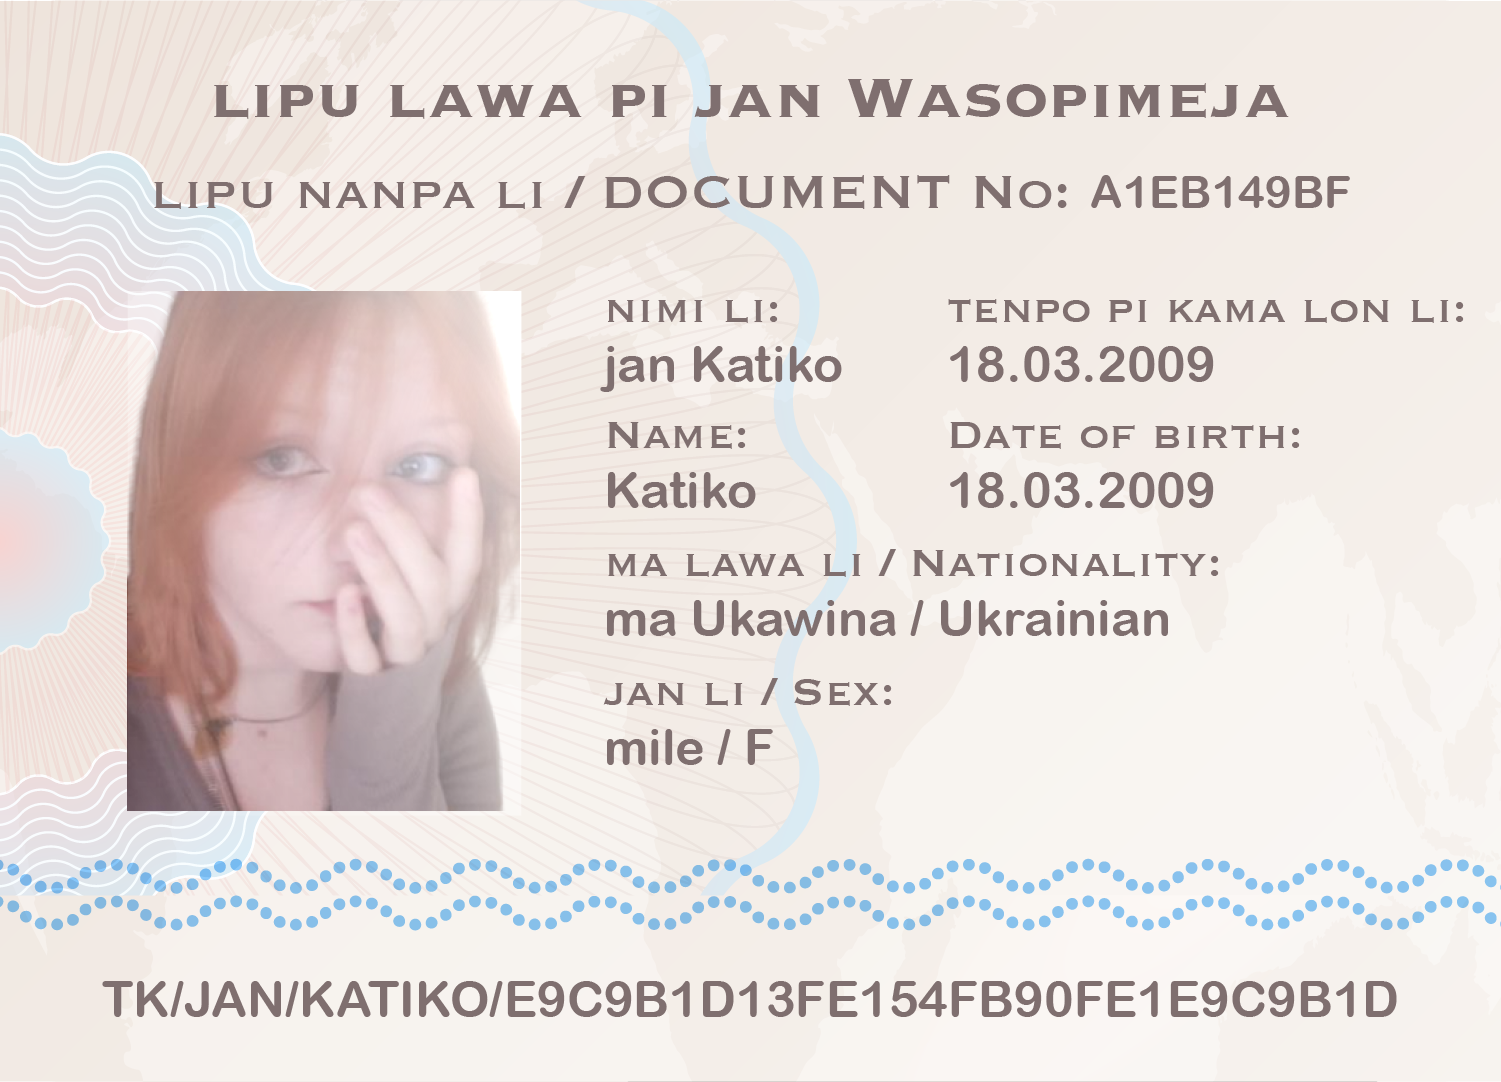 LIPU LAWA PI JAN WASOPIMEJA
LIPU NANPA LI / DOCUMENT No: A1EB149BF
NIMI LI:
jan Katiko
NAME:
Katiko
TENPO PI KAMA LON LI:
18.03.2009
DATE OF BIRTH:
18.03.2009
MA LAWA LI / NATIONALITY:
ma Ukawina / Ukrainian
JAN LI / SEX:
mile / F
TK/JAN/KATIKO/E9C9B1D13FE154FB90FE1E9C9B1D